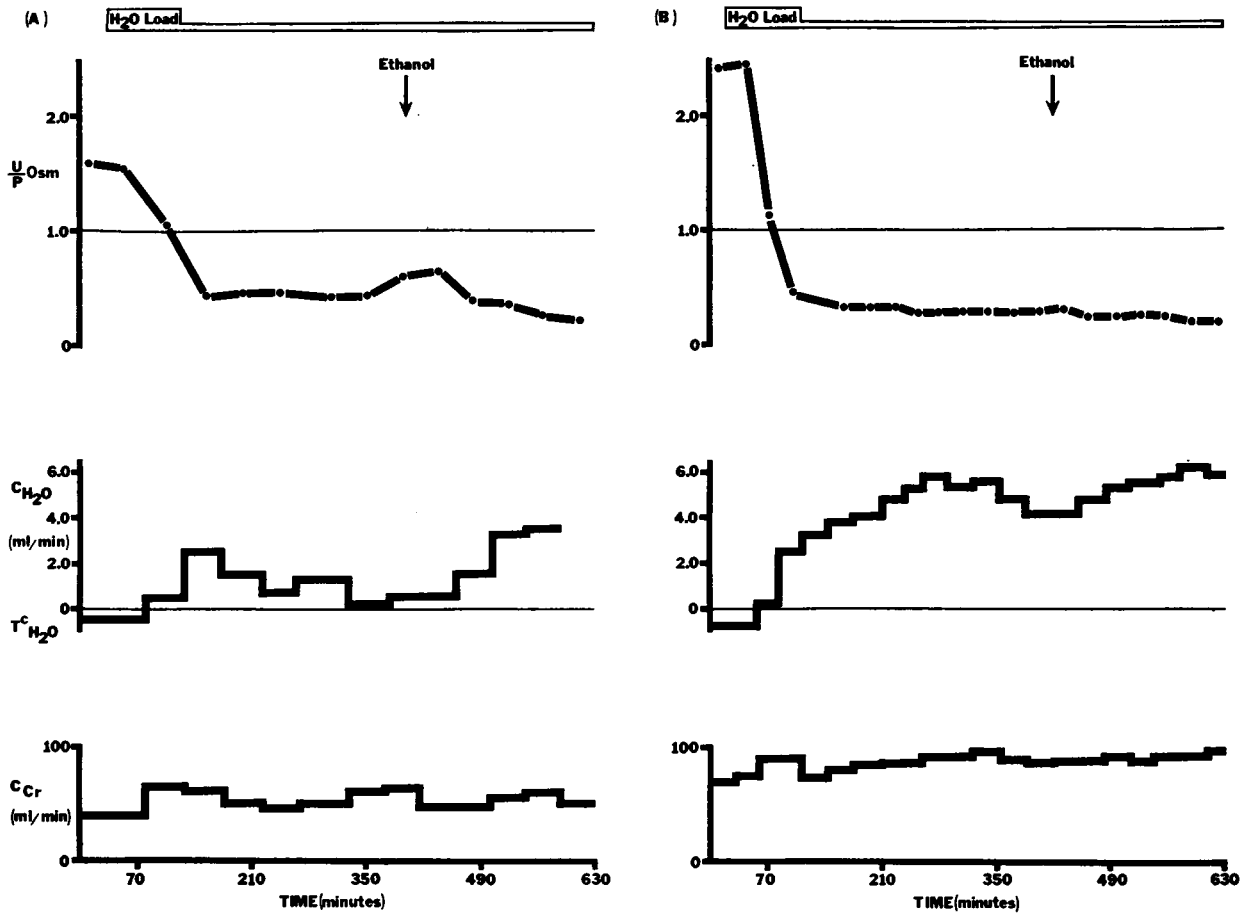 (A)
H2O Load
Ethanol
2.0
U/P Osm
1.0
0
6.0
CH2O
4.0
(ml/min)
2.0
0
TcH2O
100
CCr
(ml/min)
0
70 210 350 490 630
TIME(minutes)
(B)
H2O Load
Ethanol
2.0
1.0
0
6.0
4.0
2.0
0
100
0
70 210 350 490 630
TIME(minutes)